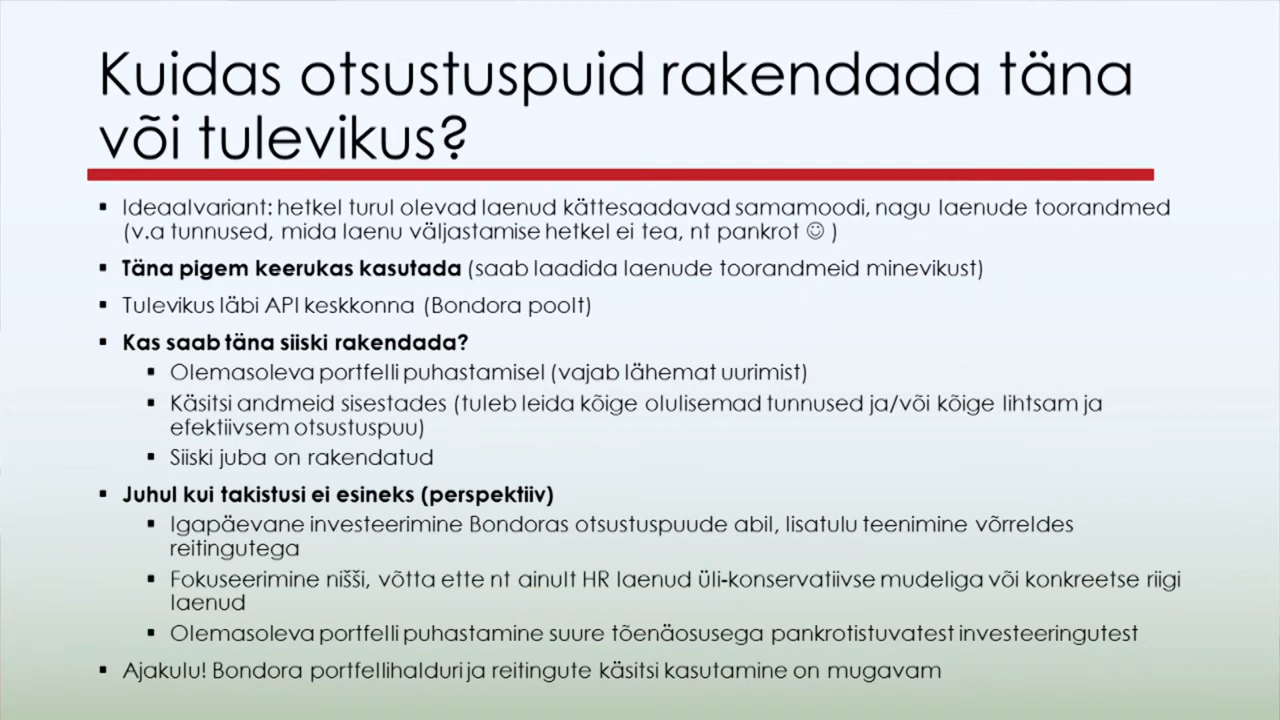 Kuidas otsustuspuid rakendada täna
või tulevikus?
▪ Ideaalvariant: hetkel turul olevad laenud kättesaadavad samamoodi, nagu laenude toorandmed
(v.a tunnused, mida laenu väljastamise hetkel ei tea, nt pankrot ☺ )
▪ Täna pigem keerukas kasutada (saab laadida laenude toorandmeid minevikust)
▪ Tulevikus läbi API keskkonna (Bondora poolt)
▪ Kas saab täna siiski rakendada?
▪ Olemasoleva portfelli puhastamisel (vajab lähemat uurimist)
▪ Käsitsi andmeid sisestades (tuleb leida kõige olulisemad tunnused ja/või kõige lihtsam ja
efektiivsem otsustuspuu)
▪ Siiski juba on rakendatud
▪ Juhul kui takistusi ei esineks (perspektiiv)
▪ Igapäevane investeerimine Bondoras otsustuspuude abil, lisatulu teenimine võrreldes
reitingutega
▪ Fokuseerimine nišši, võtta ette nt ainult HR laenud üli-konservatiivse mudeliga või konkreetse riigi
laenud
▪ Olemasoleva portfelli puhastamine suure tõenäosusega pankrotistuvatest investeeringutest
▪ Ajakulu! Bondora portfellihalduri ja reitingute käsitsi kasutamine on mugavam